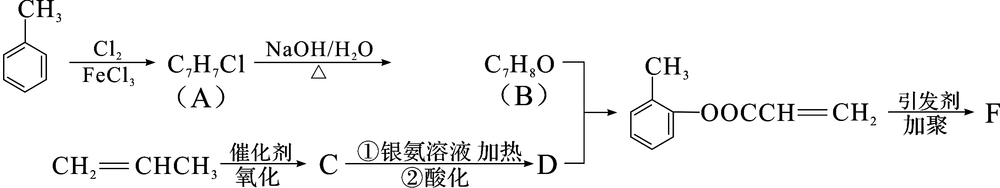 CH₃
Cl₂
FeCl₃
C₇H₇Cl
（A）
NaOH/H₂O
△
C₇H₈O
（B）
CH₂═CHCH₃
催化剂
氧化
C
①银氨溶液 加热
②酸化
D
CH₃
OOCCH═CH₂
引发剂
加聚
F